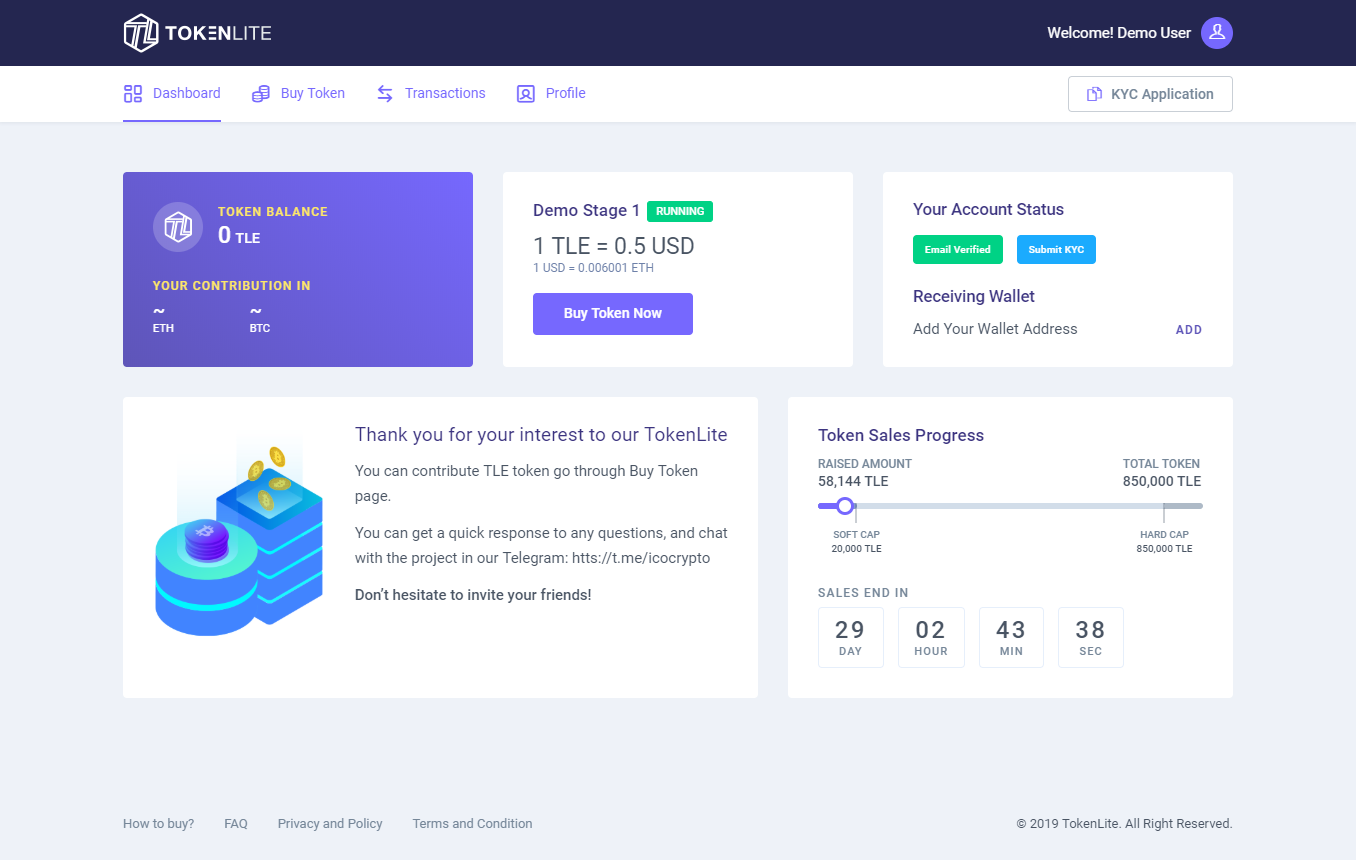 TOKENLITE
Welcome! Demo User
Dashboard
Buy Token
Transactions
Profile
KYC Application
TOKEN BALANCE
0 TLE
YOUR CONTRIBUTION IN
~ ~
ETH BTC
Demo Stage 1 RUNNING
1 TLE = 0.5 USD
1 USD = 0.006001 ETH
Buy Token Now
Your Account Status
Email Verified Submit KYC
Receiving Wallet
Add Your Wallet Address ADD
Thank you for your interest to our TokenLite
You can contribute TLE token go through Buy Token
page.
You can get a quick response to any questions, and chat
with the project in our Telegram: htts://t.me/icocrypto
Don’t hesitate to invite your friends!
Token Sales Progress
RAISED AMOUNT TOTAL TOKEN
58,144 TLE 850,000 TLE
SOFT CAP HARD CAP
20,000 TLE 850,000 TLE
SALES END IN
29 02 43 38
DAY HOUR MIN SEC
How to buy? FAQ Privacy and Policy Terms and Condition
© 2019 TokenLite. All Right Reserved.